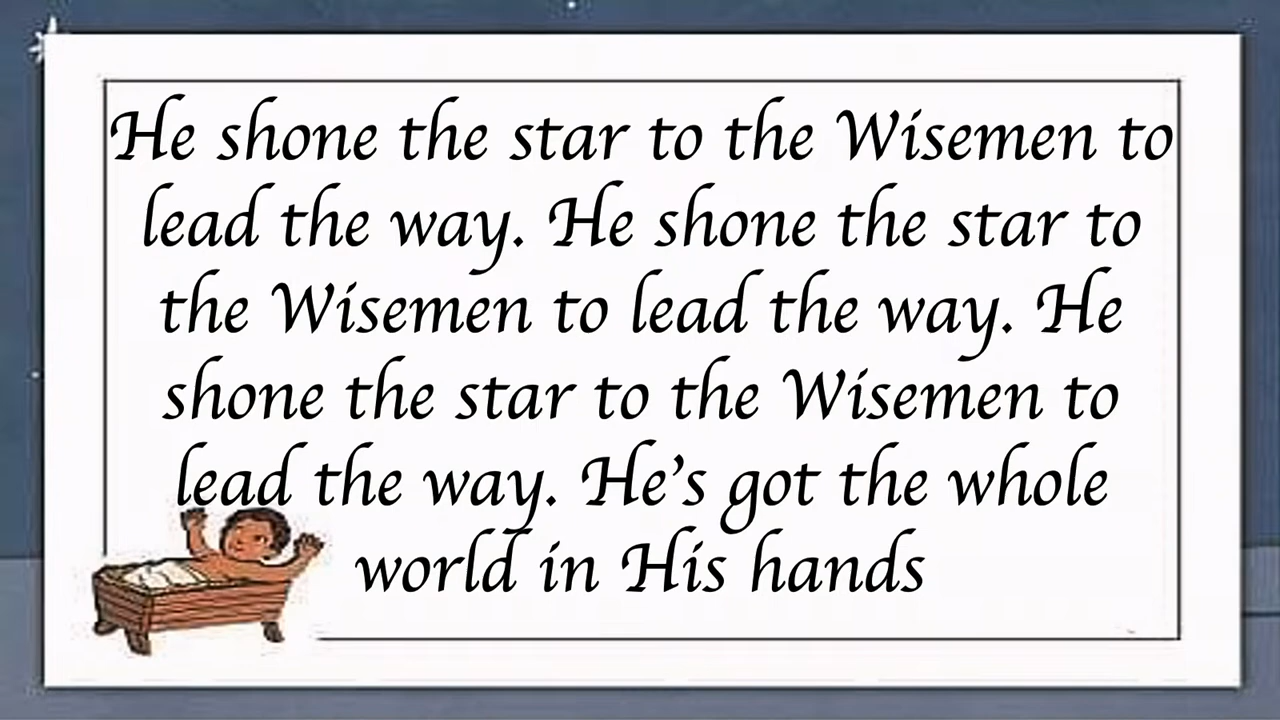 He shone the star to the Wisemen to
lead the way. He shone the star to
the Wisemen to lead the way. He
shone the star to the Wisemen to
lead the way. He's got the whole
world in His hands